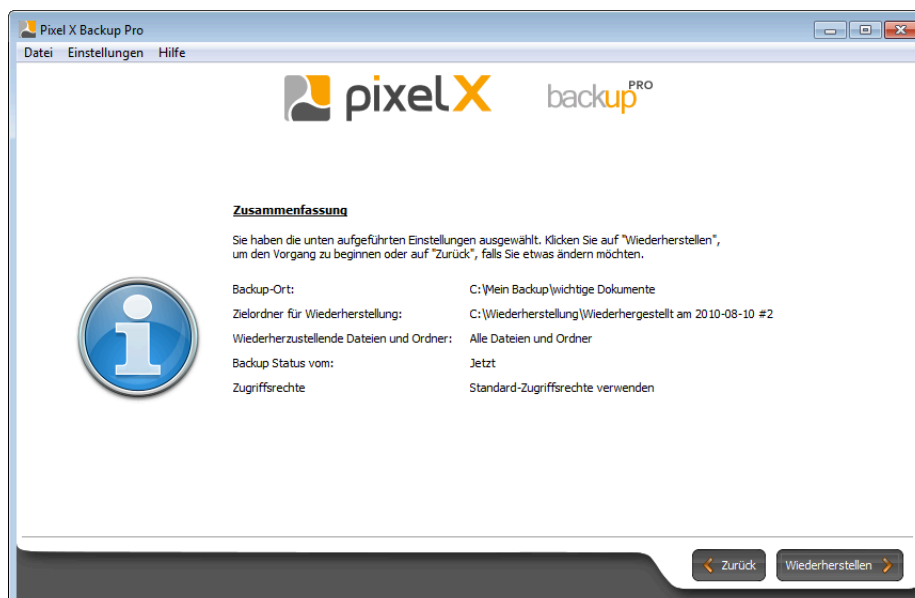 Pixel X Backup Pro
Datei Einstellungen Hilfe
pixelX backup PRO
Zusammenfassung
Sie haben die unten aufgeführten Einstellungen ausgewählt. Klicken Sie auf "Wiederherstellen",
um den Vorgang zu beginnen oder auf "Zurück", falls Sie etwas ändern möchten.
Backup-Ort: C:\Mein Backup\wichtige Dokumente
Zielordner für Wiederherstellung: C:\Wiederherstellung\Wiederhergestellt am 2010-08-10 #2
Wiederherzustellende Dateien und Ordner: Alle Dateien und Ordner
Backup Status vom: Jetzt
Zugriffsrechte Standard-Zugriffsrechte verwenden
Zurück Wiederherstellen